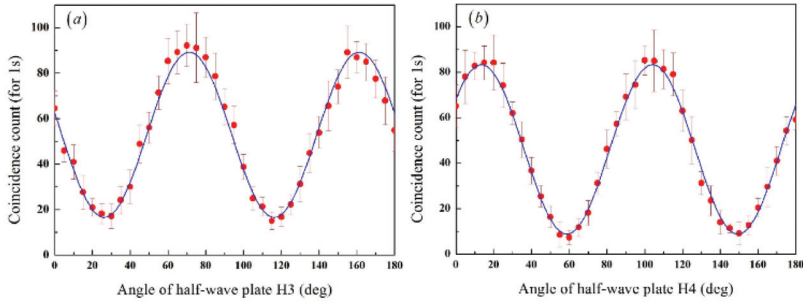 (a)
Coincidence count (for 1s)
100
80
60
40
20
0
0 20 40 60 80 100 120 140 160 180
Angle of half-wave plate H3 (deg)
(b)
Coincidence count (for 1s)
100
80
60
40
20
0
0 20 40 60 80 100 120 140 160 180
Angle of half-wave plate H4 (deg)